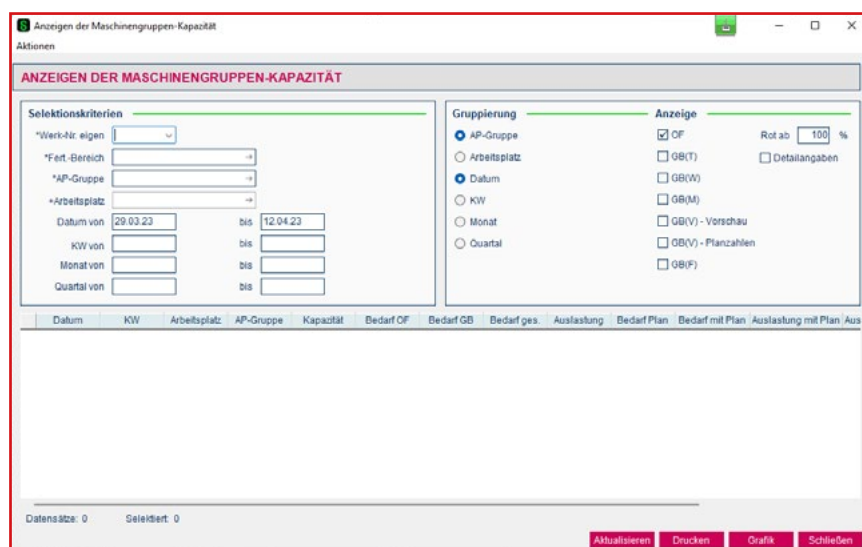 Anzeigen der Maschinengruppen-Kapazität
Aktionen
ANZEIGEN DER MASCHINENGRUPPEN-KAPAZITÄT
Selektionskriterien
*Werk-Nr. eigen
*Fert.-Bereich
*AP-Gruppe
+Arbeitsplatz
Datum von 29.03.23 bis 12.04.23
KW von bis
Monat von bis
Quartal von bis
Gruppierung
AP-Gruppe
Arbeitsplatz
Datum
KW
Monat
Quartal
Anzeige
OF Rot ab 100 %
GB(T) Detailangaben
GB(W)
GB(M)
GB(V) - Vorschau
GB(V) - Planzahlen
GB(F)
Datum KW Arbeitsplatz AP-Gruppe Kapazität Bedarf OF Bedarf GB Bedarf ges. Auslastung Bedarf Plan Bedarf mit Plan Auslastung mit Plan Aus
Datensätze: 0 Selektiert: 0
Aktualisieren Drucken Grafik Schließen